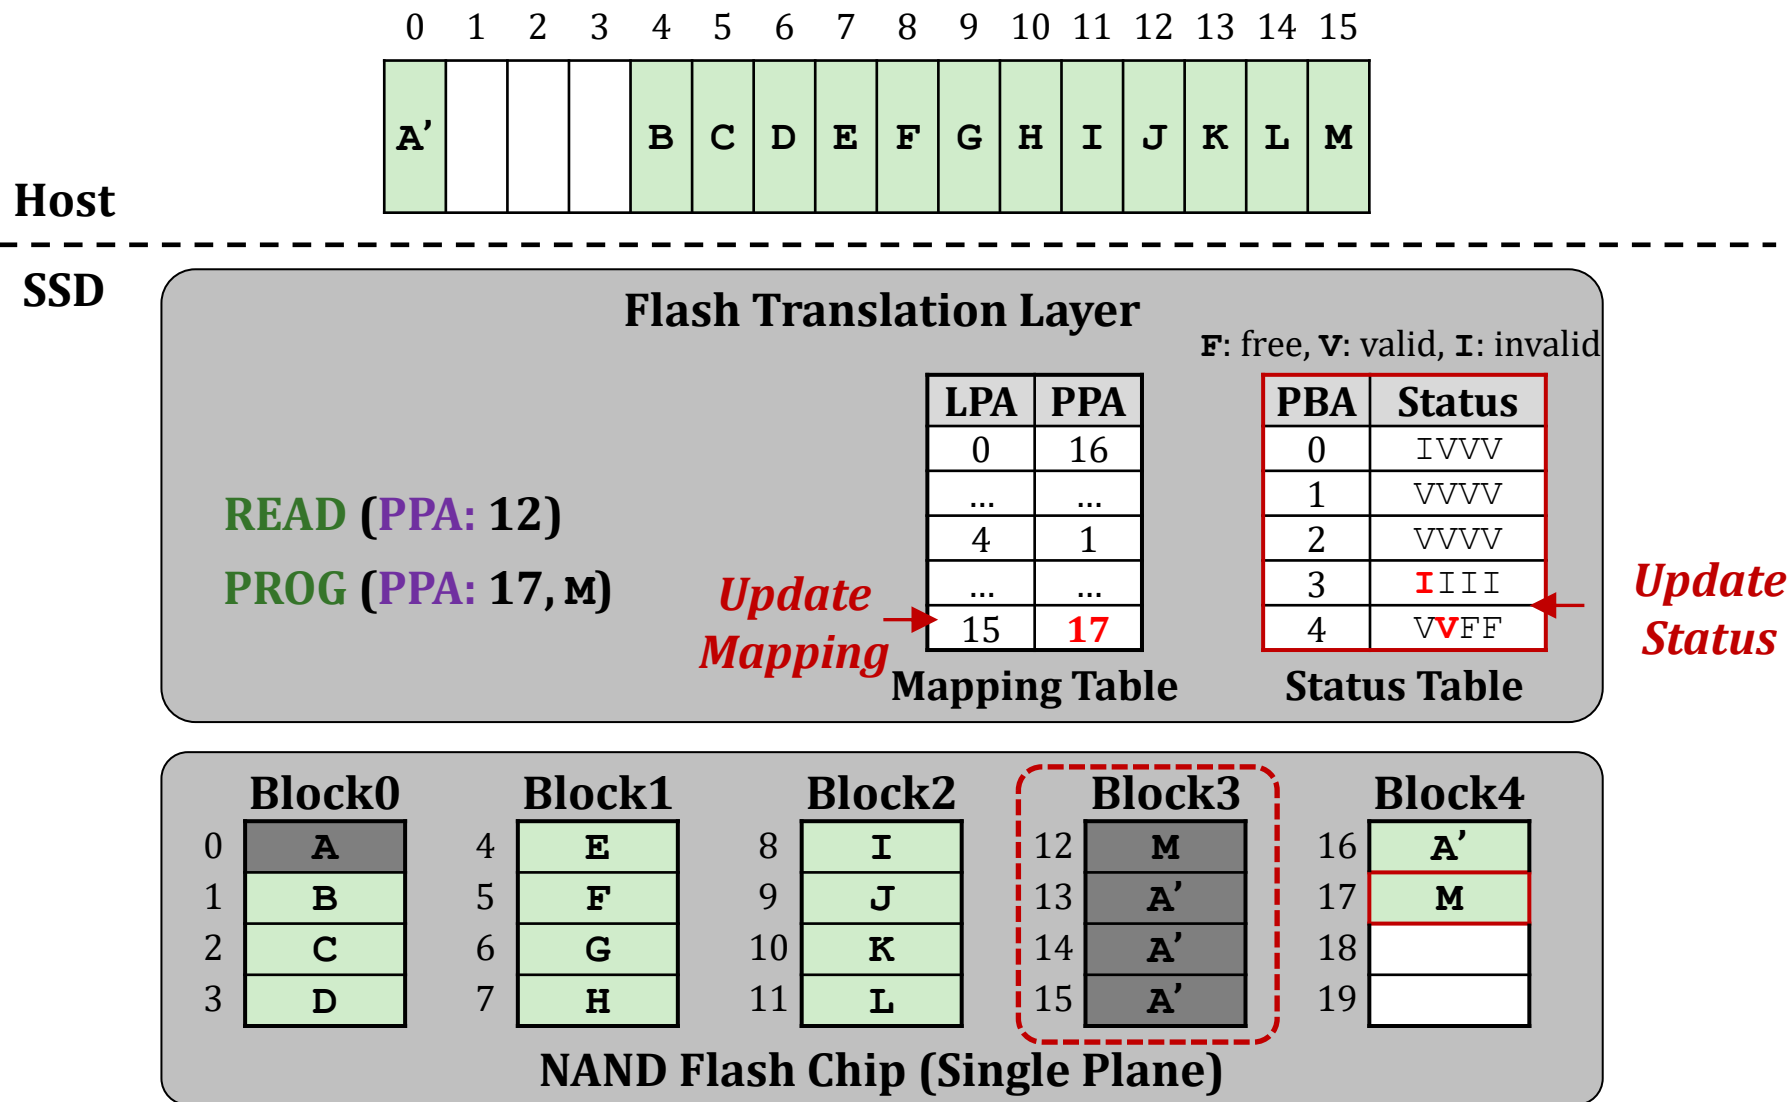 0 1 2 3 4 5 6 7 8 9 10 11 12 13 14 15
A’ B C D E F G H I J K L M
Host
SSD
Flash Translation Layer
F: free, V: valid, I: invalid
READ (PPA: 12)
PROG (PPA: 17, M)
Update
Mapping
LPA PPA
0 16
... ...
4 1
... ...
15 17
Mapping Table
PBA Status
0 IVVV
1 VVVV
2 VVVV
3 IIII
4 VVFF
Status Table
Update
Status
Block0
0 A
1 B
2 C
3 D
Block1
4 E
5 F
6 G
7 H
Block2
8 I
9 J
10 K
11 L
Block3
12 M
13 A’
14 A’
15 A’
Block4
16 A’
17 M
18
19
NAND Flash Chip (Single Plane)